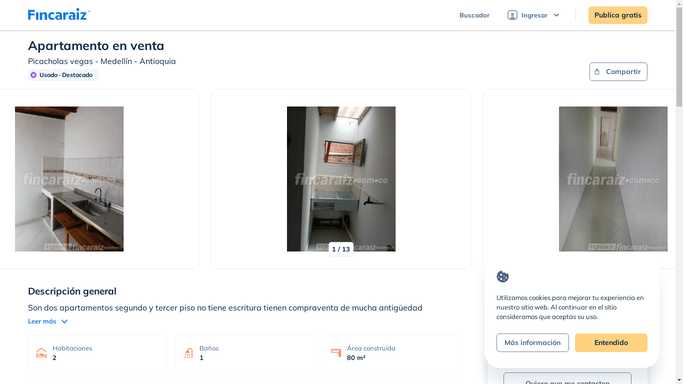 Fincaraiz
Buscador
Ingresar
Publica gratis
Apartamento en venta
Picacholas vegas - Medellín - Antioquia
Usado - Destacado
Compartir
fincaraiz.com.co
fincaraiz.com.co
fincaraiz.com.co
1 / 13
Descripción general
Son dos apartamentos segundo y tercer piso no tiene escritura tienen compraventa de mucha antigüedad
Leer más
Habitaciones
2
Baños
1
Área construida
80 m²
Utilizamos cookies para mejorar tu experiencia en
nuestro sitio web. Al continuar en el sitio
consideramos que aceptas su uso.
Más información
Entendido
Quiero que me contacten